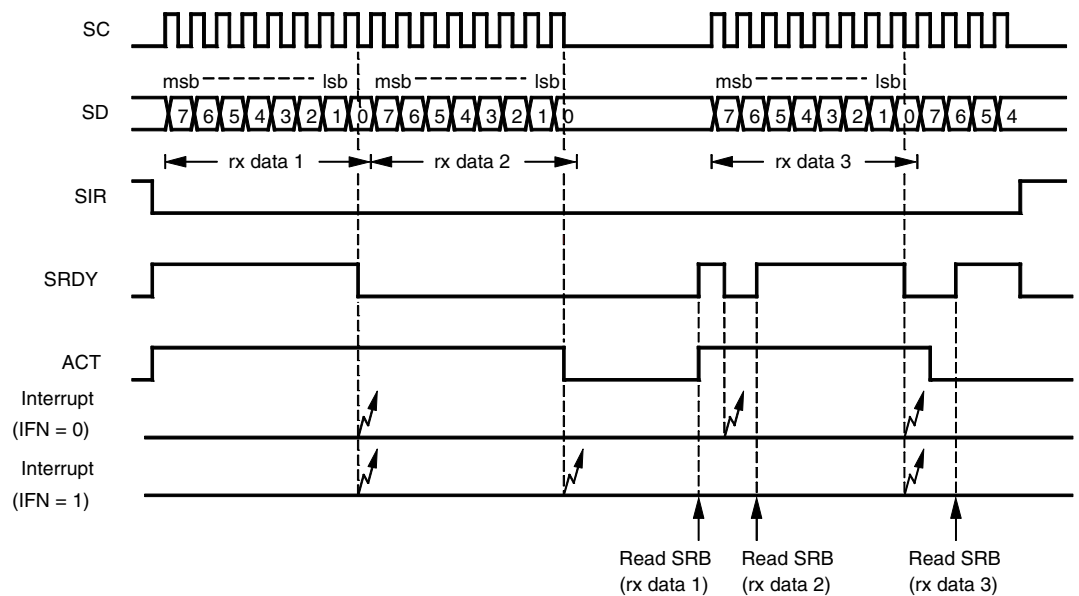 SC
msb lsb msb lsb msb lsb
SD 7 6 5 4 3 2 1 0 7 6 5 4 3 2 1 0 7 6 5 4 3 2 1 0 7 6 5 4
rx data 1 rx data 2 rx data 3
SIR
SRDY
ACT
Interrupt
(IFN = 0)
Interrupt
(IFN = 1)
Read SRB
(rx data 1)
Read SRB
(rx data 2)
Read SRB
(rx data 3)